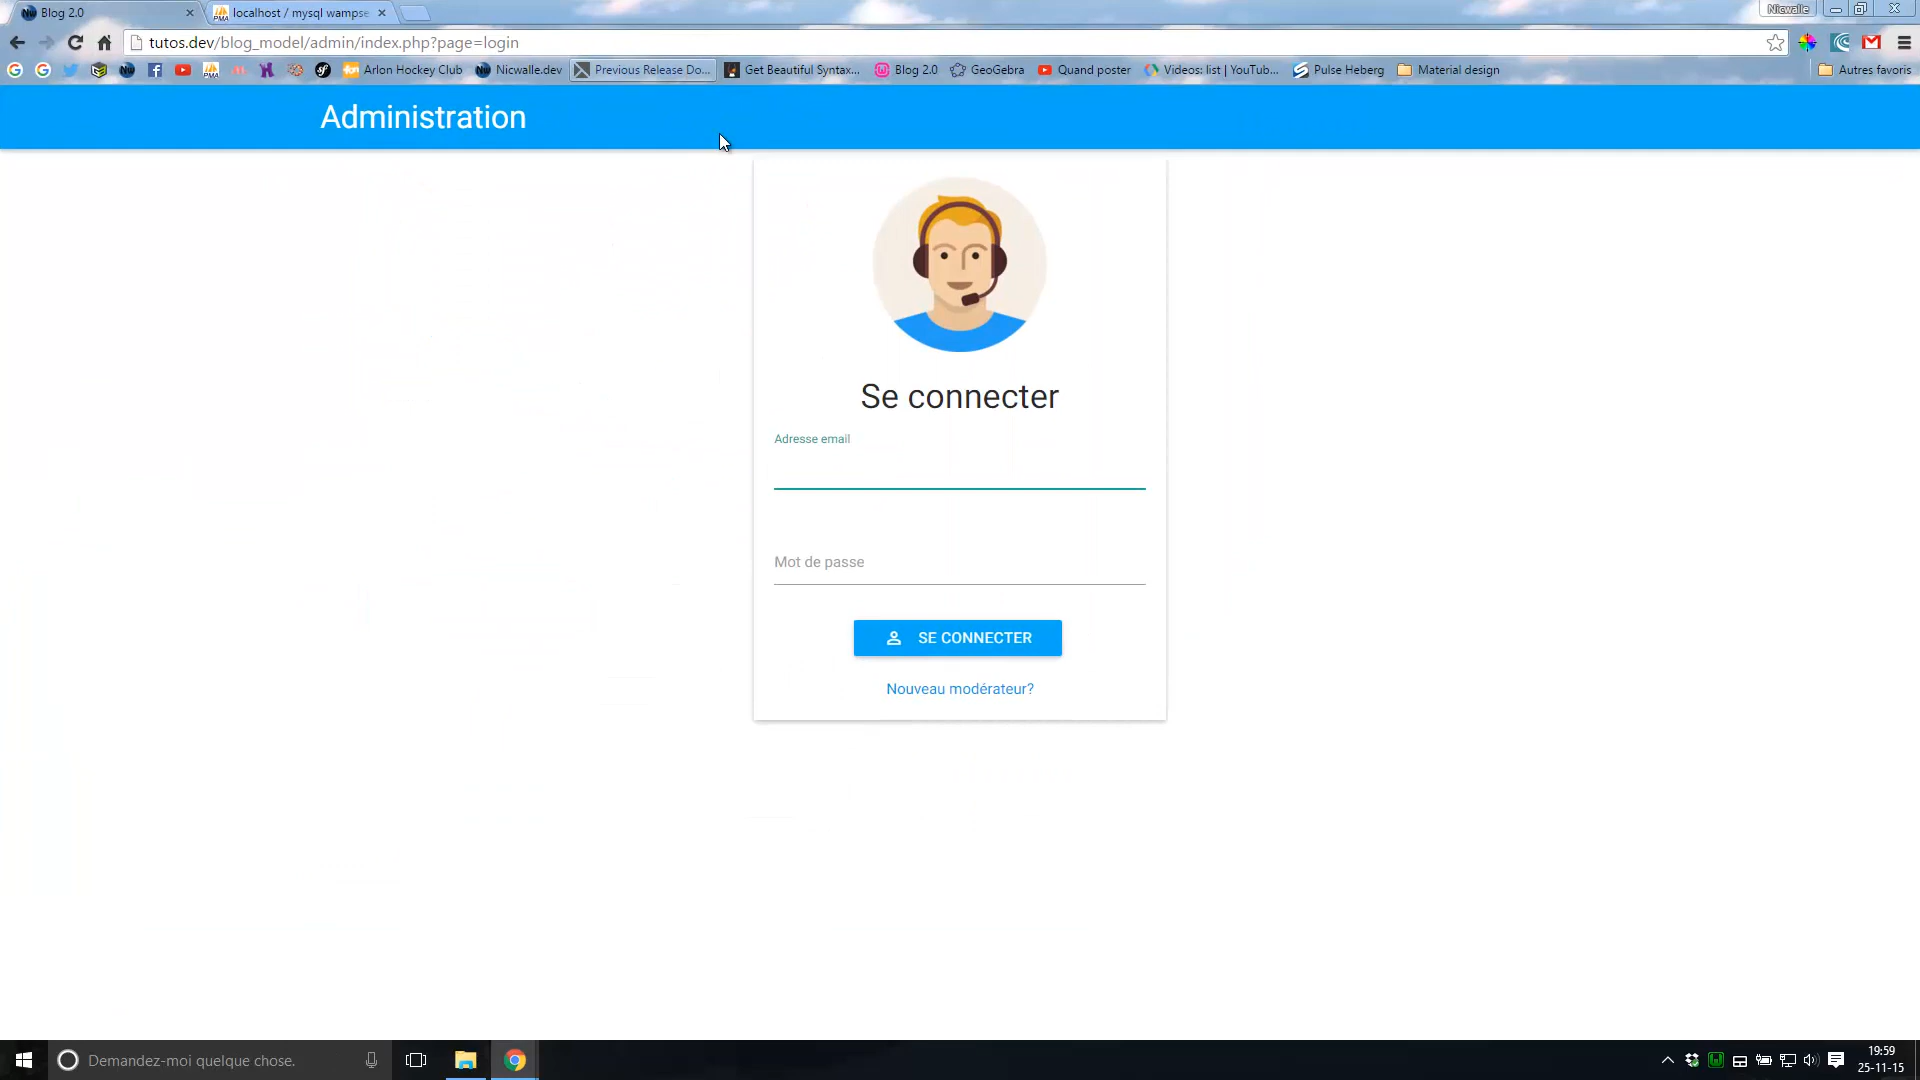 Blog 2.0
localhost / mysql wampse
Nicwalle
tutos.dev/blog_model/admin/index.php?page=login
Arlon Hockey Club
Nicwalle.dev
Previous Release Do...
Get Beautiful Syntax...
Blog 2.0
GeoGebra
Quand poster
Videos: list | YouTub...
Pulse Heberg
Material design
Autres favoris
Administration
Se connecter
Adresse email
Mot de passe
SE CONNECTER
Nouveau modérateur?
Demandez-moi quelque chose.
19:59
25-11-15